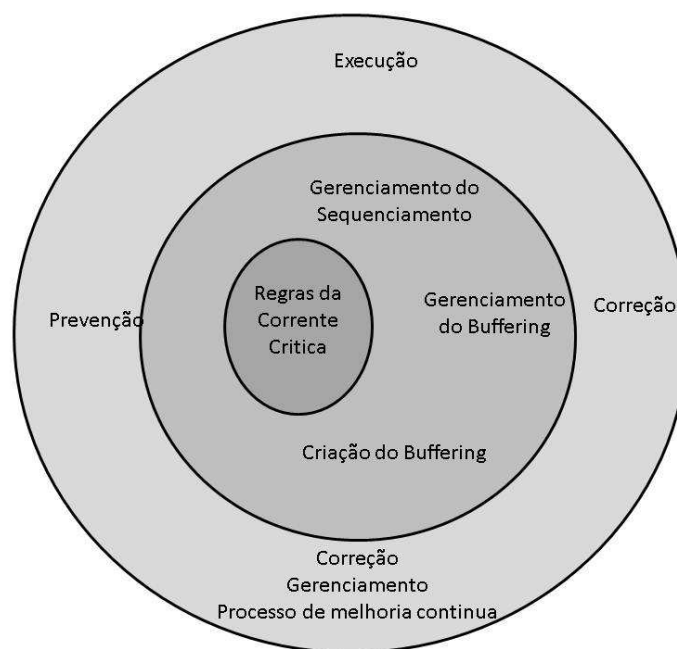 Execução
Gerenciamento do
Sequenciamento
Regras da
Corrente
Critica
Gerenciamento
do Buffering
Prevenção
Correção
Criação do Buffering
Correção
Gerenciamento
Processo de melhoria continua